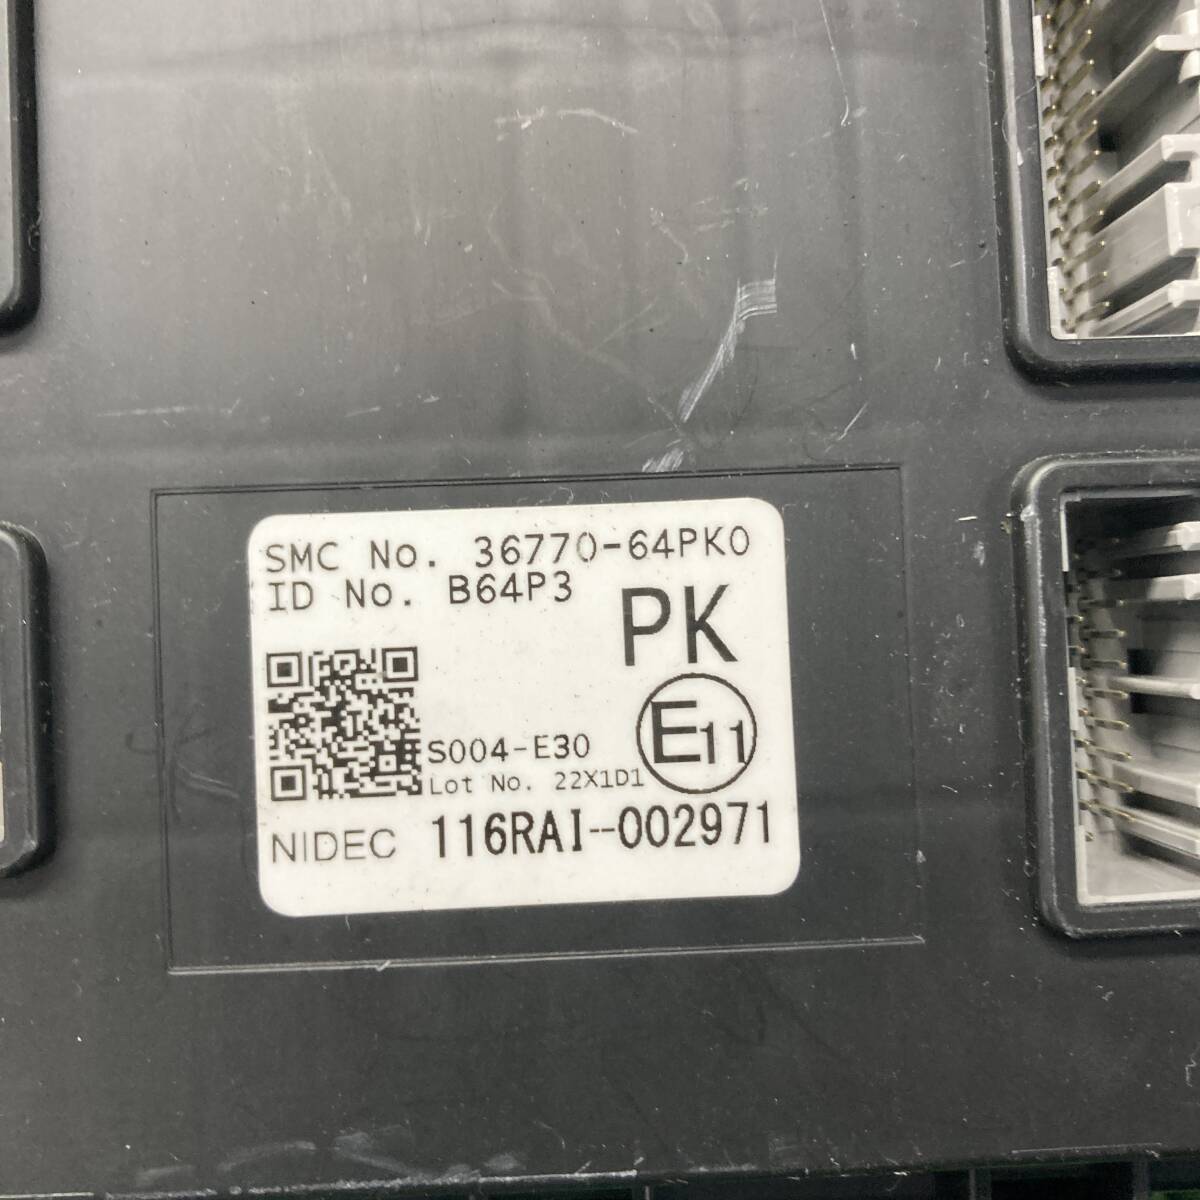 SMC No. 36770-64PK0
ID No. B64P3
PK
E11
S004-E30
Lot No. 22X1D1
NIDEC 116RAI-002971